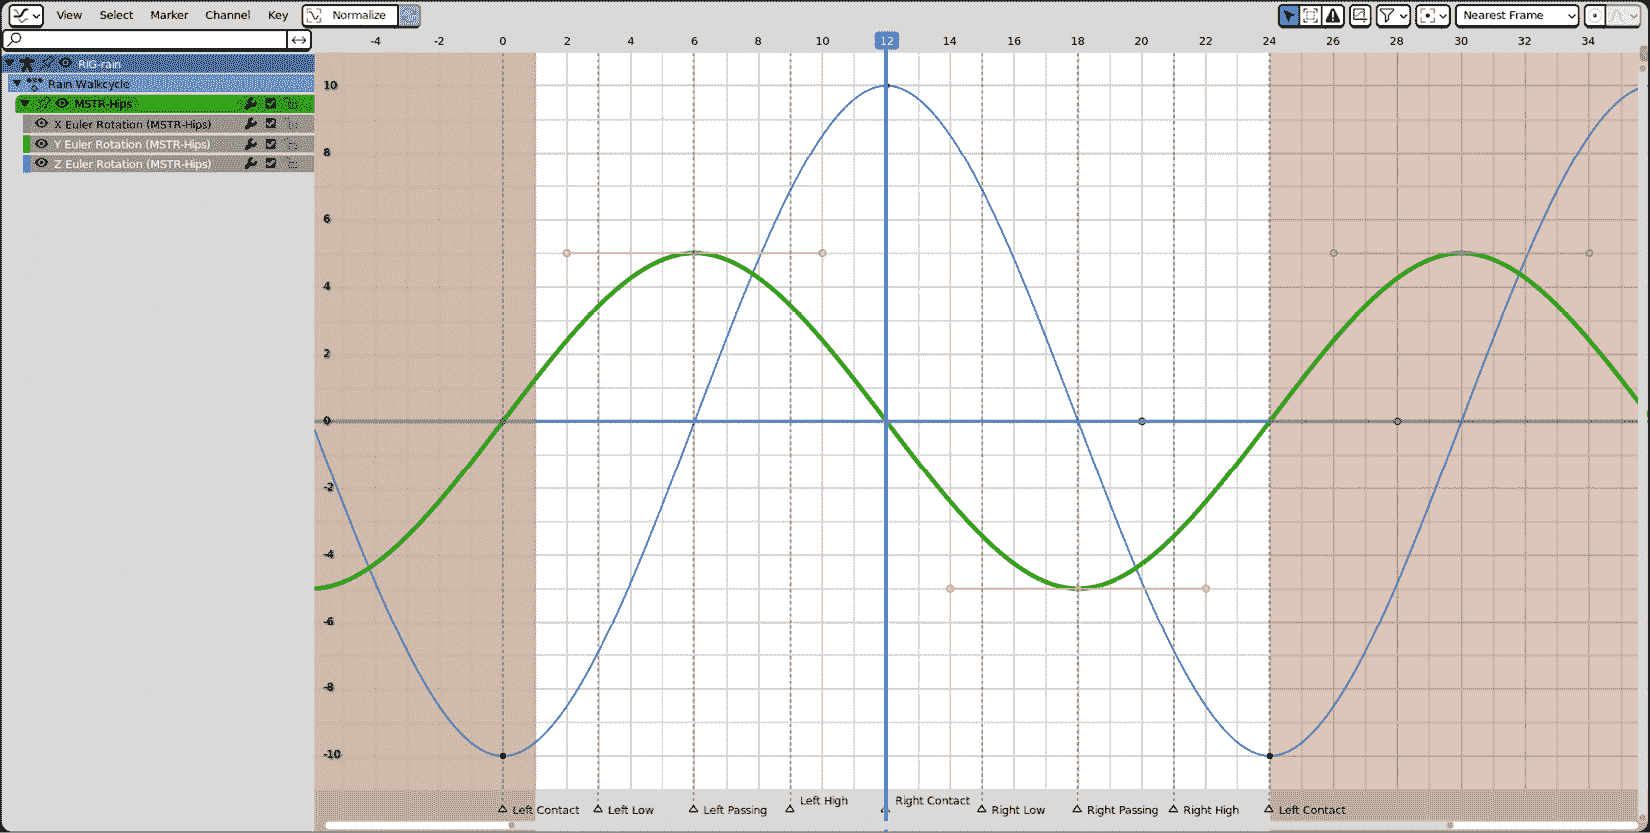 View Select Marker Channel Key Normalize Nearest Frame
-4 -2 0 2 4 6 8 10 12 14 16 18 20 22 24 26 28 30 32 34
RIG-rain
Rain Walkcycle
MSTR-Hips
X Euler Rotation (MSTR-Hips)
Y Euler Rotation (MSTR-Hips)
Z Euler Rotation (MSTR-Hips)
10
8
6
4
2
0
-2
-4
-6
-8
-10
Left Contact Left Low Left Passing Left High Right Contact Right Low Right Passing Right High Left Contact